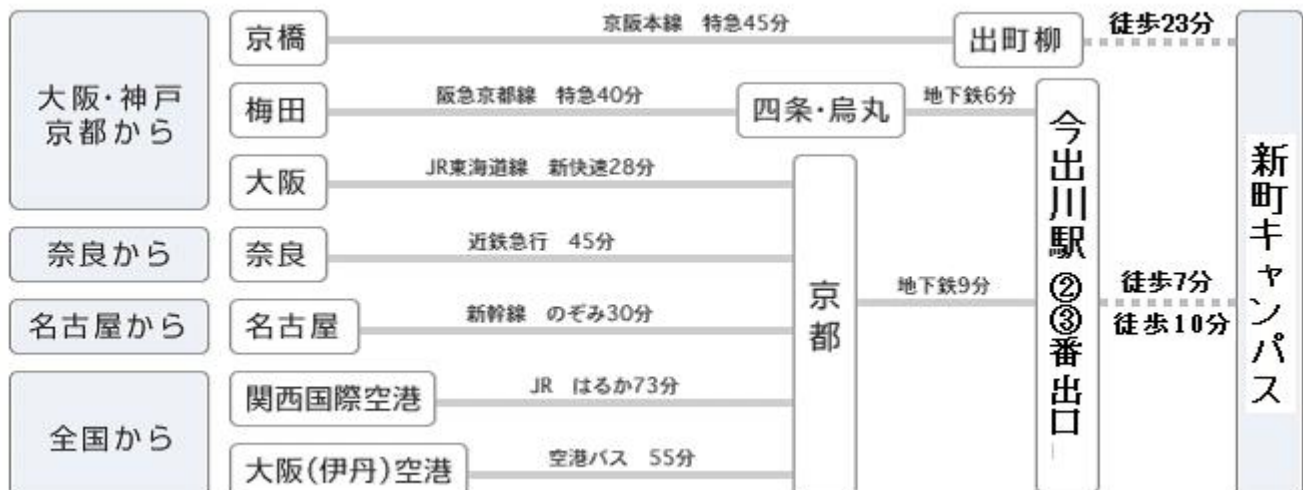 大阪･神戸
京都から
京橋
京阪本線 特急45分
出町柳
徒歩23分
梅田
阪急京都線 特急40分
四条･烏丸
地下鉄6分
大阪
JR東海道線 新快速28分
奈良から
奈良
近鉄急行 45分
名古屋から
名古屋
新幹線 のぞみ30分
全国から
関西国際空港
JR はるか73分
大阪(伊丹)空港
空港バス 55分
京都
地下鉄9分
今出川駅②③番出口
徒歩7分
徒歩10分
新町キャンパス